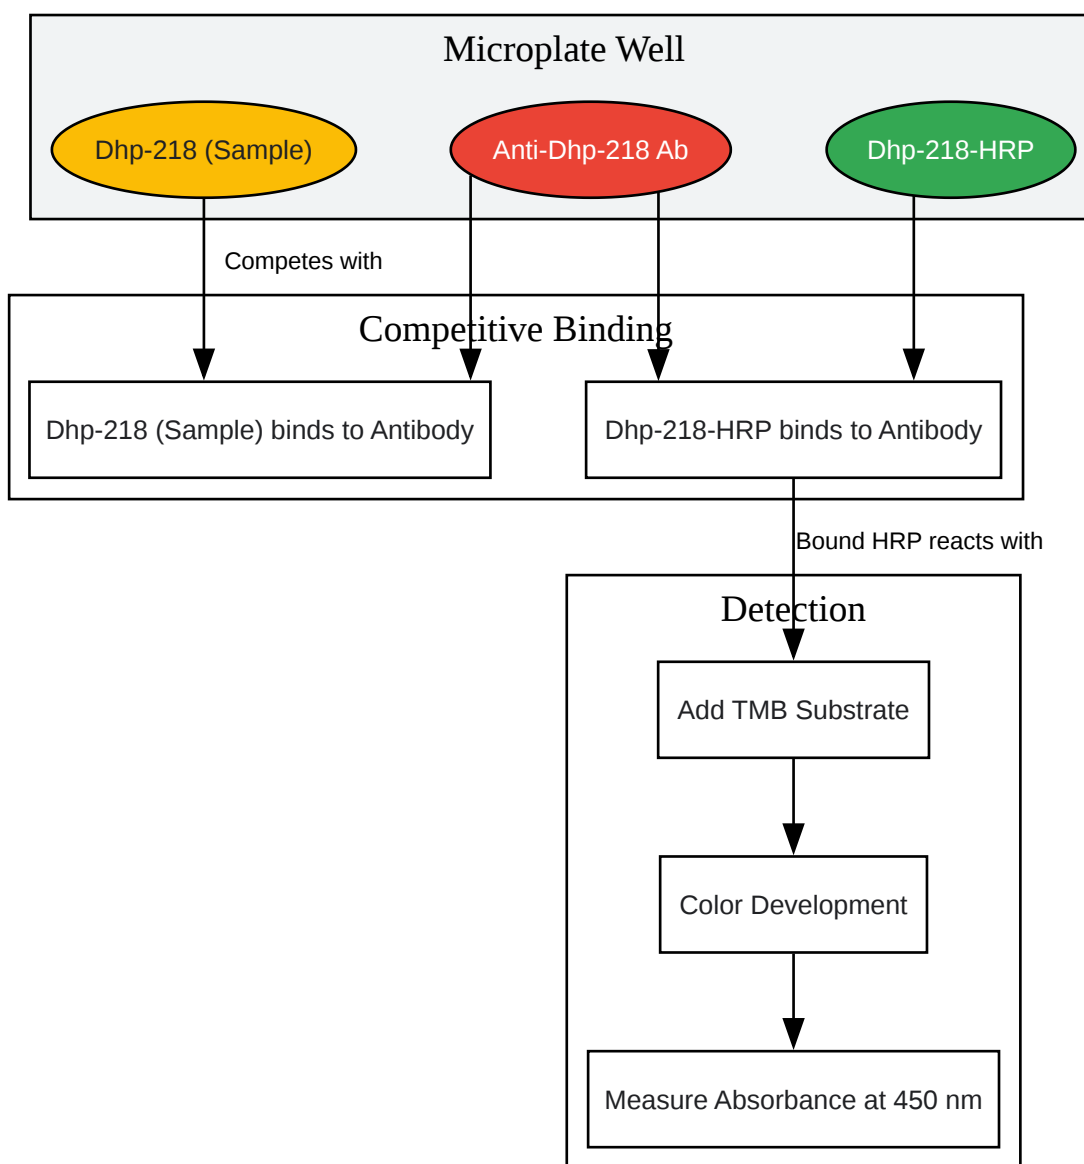 Microplate Well
Dhp-218 (Sample)
Anti-Dhp-218 Ab
Dhp-218-HRP
Competes with
Competitive Binding
Dhp-218 (Sample) binds to Antibody
Dhp-218-HRP binds to Antibody
Bound HRP reacts with
Detection
Add TMB Substrate
Color Development
Measure Absorbance at 450 nm